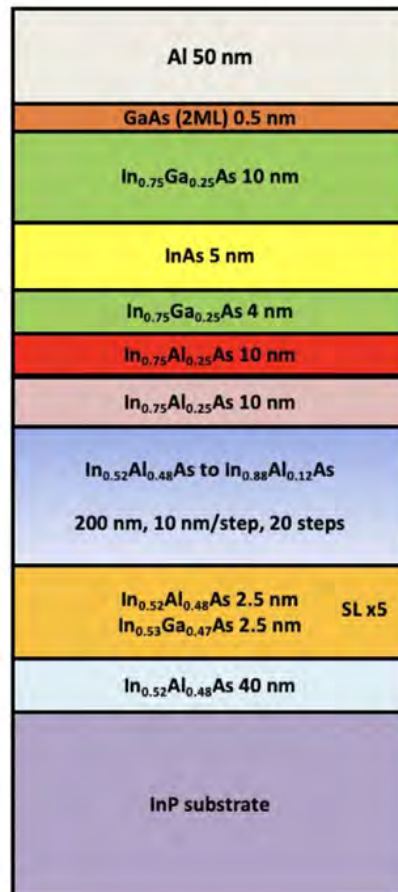 Al 50 nm
GaAs (2ML) 0.5 nm
In₀.₇₅Ga₀.₂₅As 10 nm
InAs 5 nm
In₀.₇₅Ga₀.₂₅As 4 nm
In₀.₇₅Al₀.₂₅As 10 nm
In₀.₇₅Al₀.₂₅As 10 nm
In₀.₅₂Al₀.₄₈As to In₀.₈₈Al₀.₁₂As
200 nm, 10 nm/step, 20 steps
In₀.₅₂Al₀.₄₈As 2.5 nm SL x5
In₀.₅₃Ga₀.₄₇As 2.5 nm
In₀.₅₂Al₀.₄₈As 40 nm
InP substrate